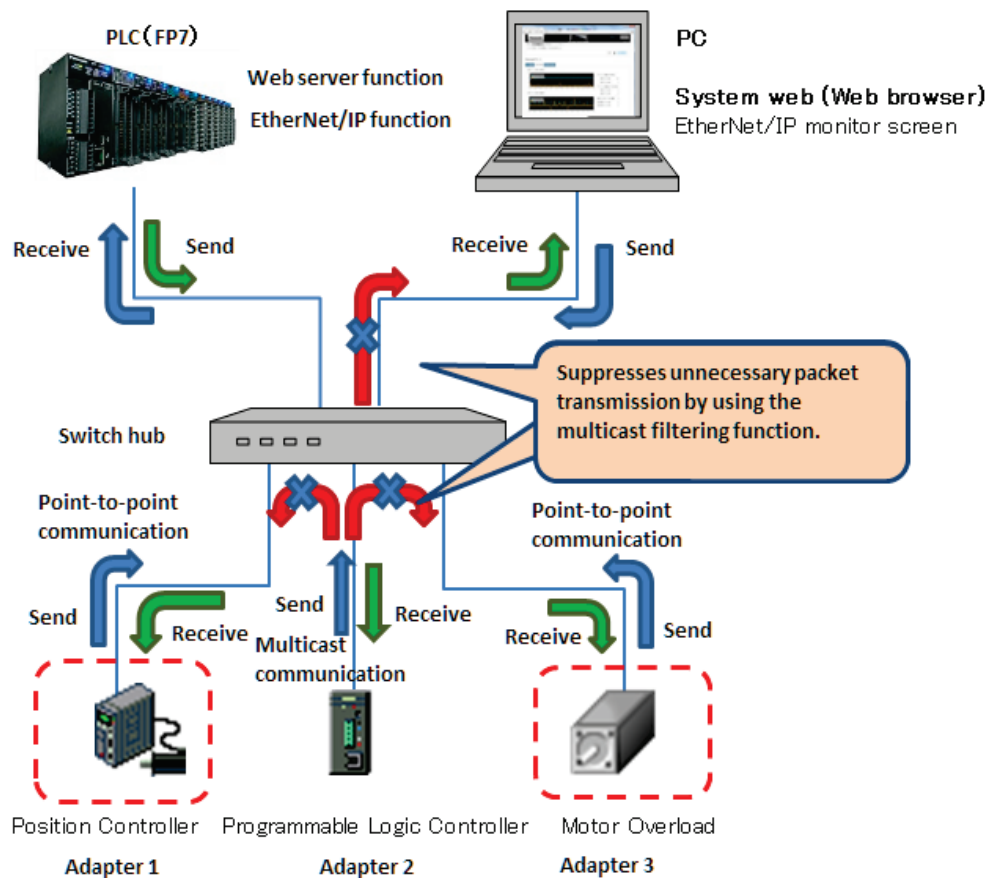 PLC(FP7)
Web server function
EtherNet/IP function
PC
System web (Web browser)
EtherNet/IP monitor screen
Receive
Send
Receive
Send
Suppresses unnecessary packet
transmission by using the
multicast filtering function.
Switch hub
Point-to-point
communication
Point-to-point
communication
Send
Receive
Send
Multicast
communication
Receive
Receive
Send
Position Controller
Programmable Logic Controller
Motor Overload
Adapter 1
Adapter 2
Adapter 3